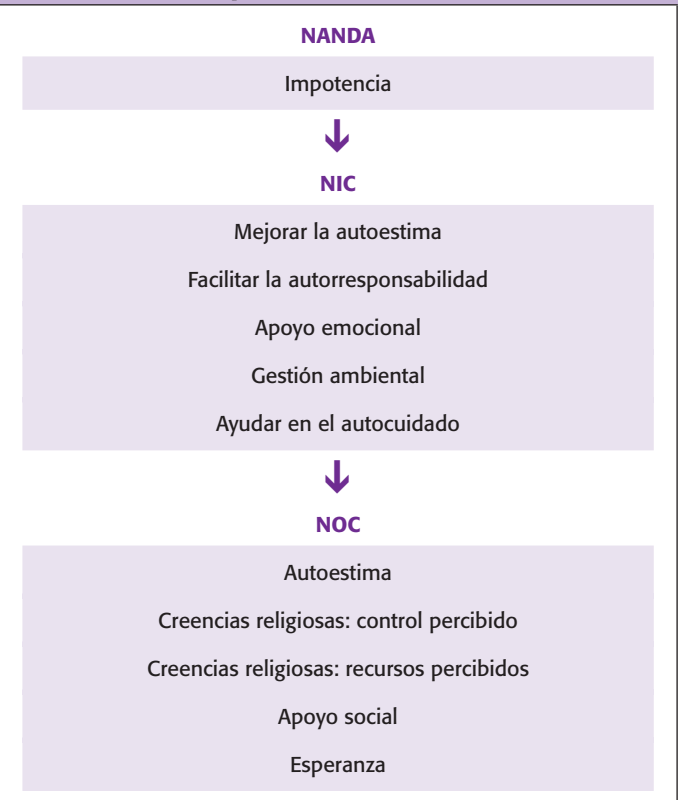 NANDA
Impotencia
NIC
Mejorar la autoestima
Facilitar la autorresponsabilidad
Apoyo emocional
Gestión ambiental
Ayudar en el autocuidado
NOC
Autoestima
Creencias religiosas: control percibido
Creencias religiosas: recursos percibidos
Apoyo social
Esperanza